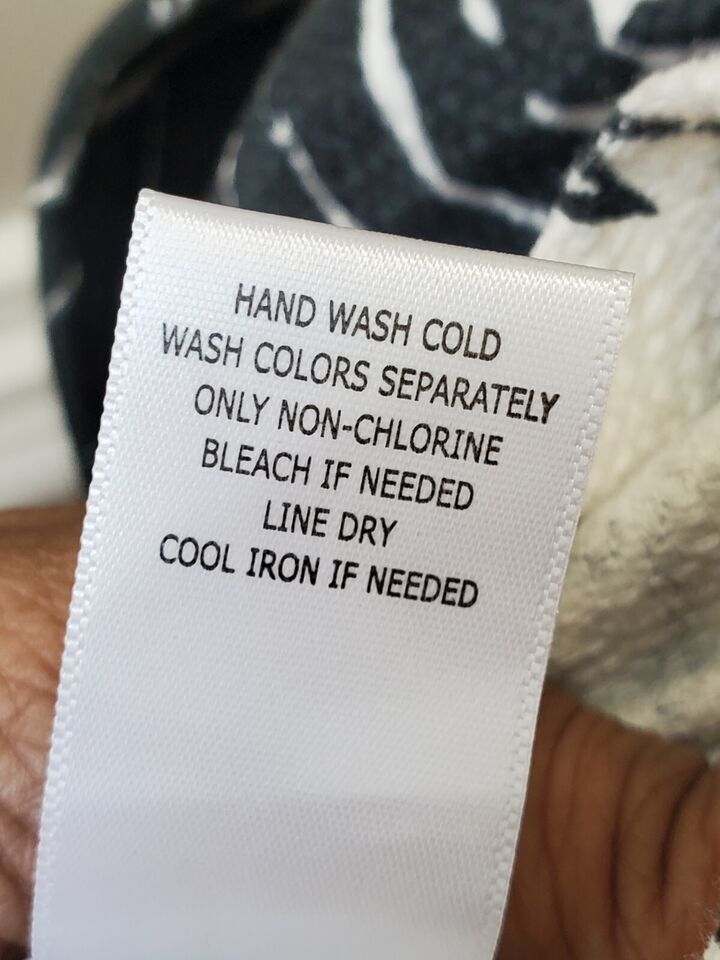 HAND WASH COLD
WASH COLORS SEPARATELY
ONLY NON-CHLORINE
BLEACH IF NEEDED
LINE DRY
COOL IRON IF NEEDED